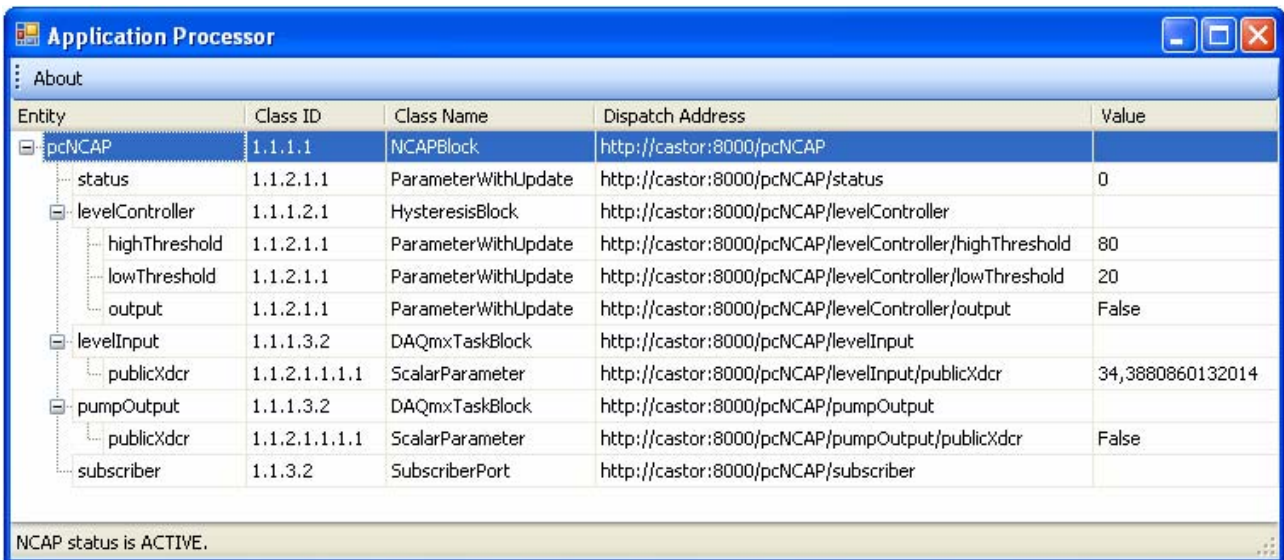 Application Processor
About
Entity Class ID Class Name Dispatch Address Value
pcNCAP 1.1.1.1 NCAPBlock http://castor:8000/pcNCAP
status 1.1.2.1.1 ParameterWithUpdate http://castor:8000/pcNCAP/status 0
levelController 1.1.1.2.1 HysteresisBlock http://castor:8000/pcNCAP/levelController
highThreshold 1.1.2.1.1 ParameterWithUpdate http://castor:8000/pcNCAP/levelController/highThreshold 80
lowThreshold 1.1.2.1.1 ParameterWithUpdate http://castor:8000/pcNCAP/levelController/lowThreshold 20
output 1.1.2.1.1 ParameterWithUpdate http://castor:8000/pcNCAP/levelController/output False
levelInput 1.1.1.3.2 DAQmxTaskBlock http://castor:8000/pcNCAP/levelInput
publicXdcr 1.1.2.1.1.1.1 ScalarParameter http://castor:8000/pcNCAP/levelInput/publicXdcr 34,3880860132014
pumpOutput 1.1.1.3.2 DAQmxTaskBlock http://castor:8000/pcNCAP/pumpOutput
publicXdcr 1.1.2.1.1.1.1 ScalarParameter http://castor:8000/pcNCAP/pumpOutput/publicXdcr False
subscriber 1.1.3.2 SubscriberPort http://castor:8000/pcNCAP/subscriber
NCAP status is ACTIVE.